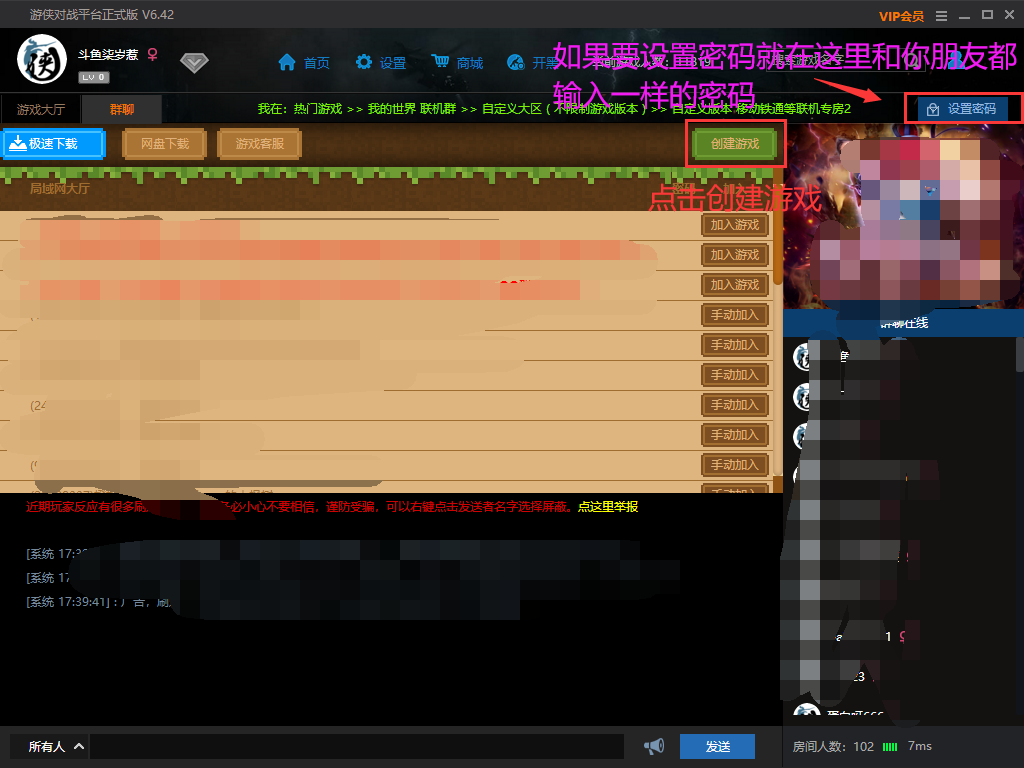 游侠对战平台正式版 V6.42
VIP会员
斗鱼柒岁惹
LV 0
首页
设置
商城
开黑
如果要设置密码就在这里和你朋友都
输入一样的密码
游戏大厅
群聊
我在：热门游戏 >> 我的世界 联机群 >> 自定义大区 ( 不限制游戏版本 ) >> 自定义版本 移动铁通等联机专房2
设置密码
极速下载
网盘下载
游戏客服
创建游戏
局域网大厅
点击创建游戏
加入游戏
加入游戏
加入游戏
手动加入
手动加入
手动加入
手动加入
手动加入
手动加入
手动加入
群聊在线
近期玩家反应有很多刷
必小心不要相信，谨防受骗，可以右键点击发送者名字选择屏蔽。点这里举报
[系统 17:3
[系统 17
[系统 17:39:41]：广告，刷
所有人
发送
房间人数：102
7ms